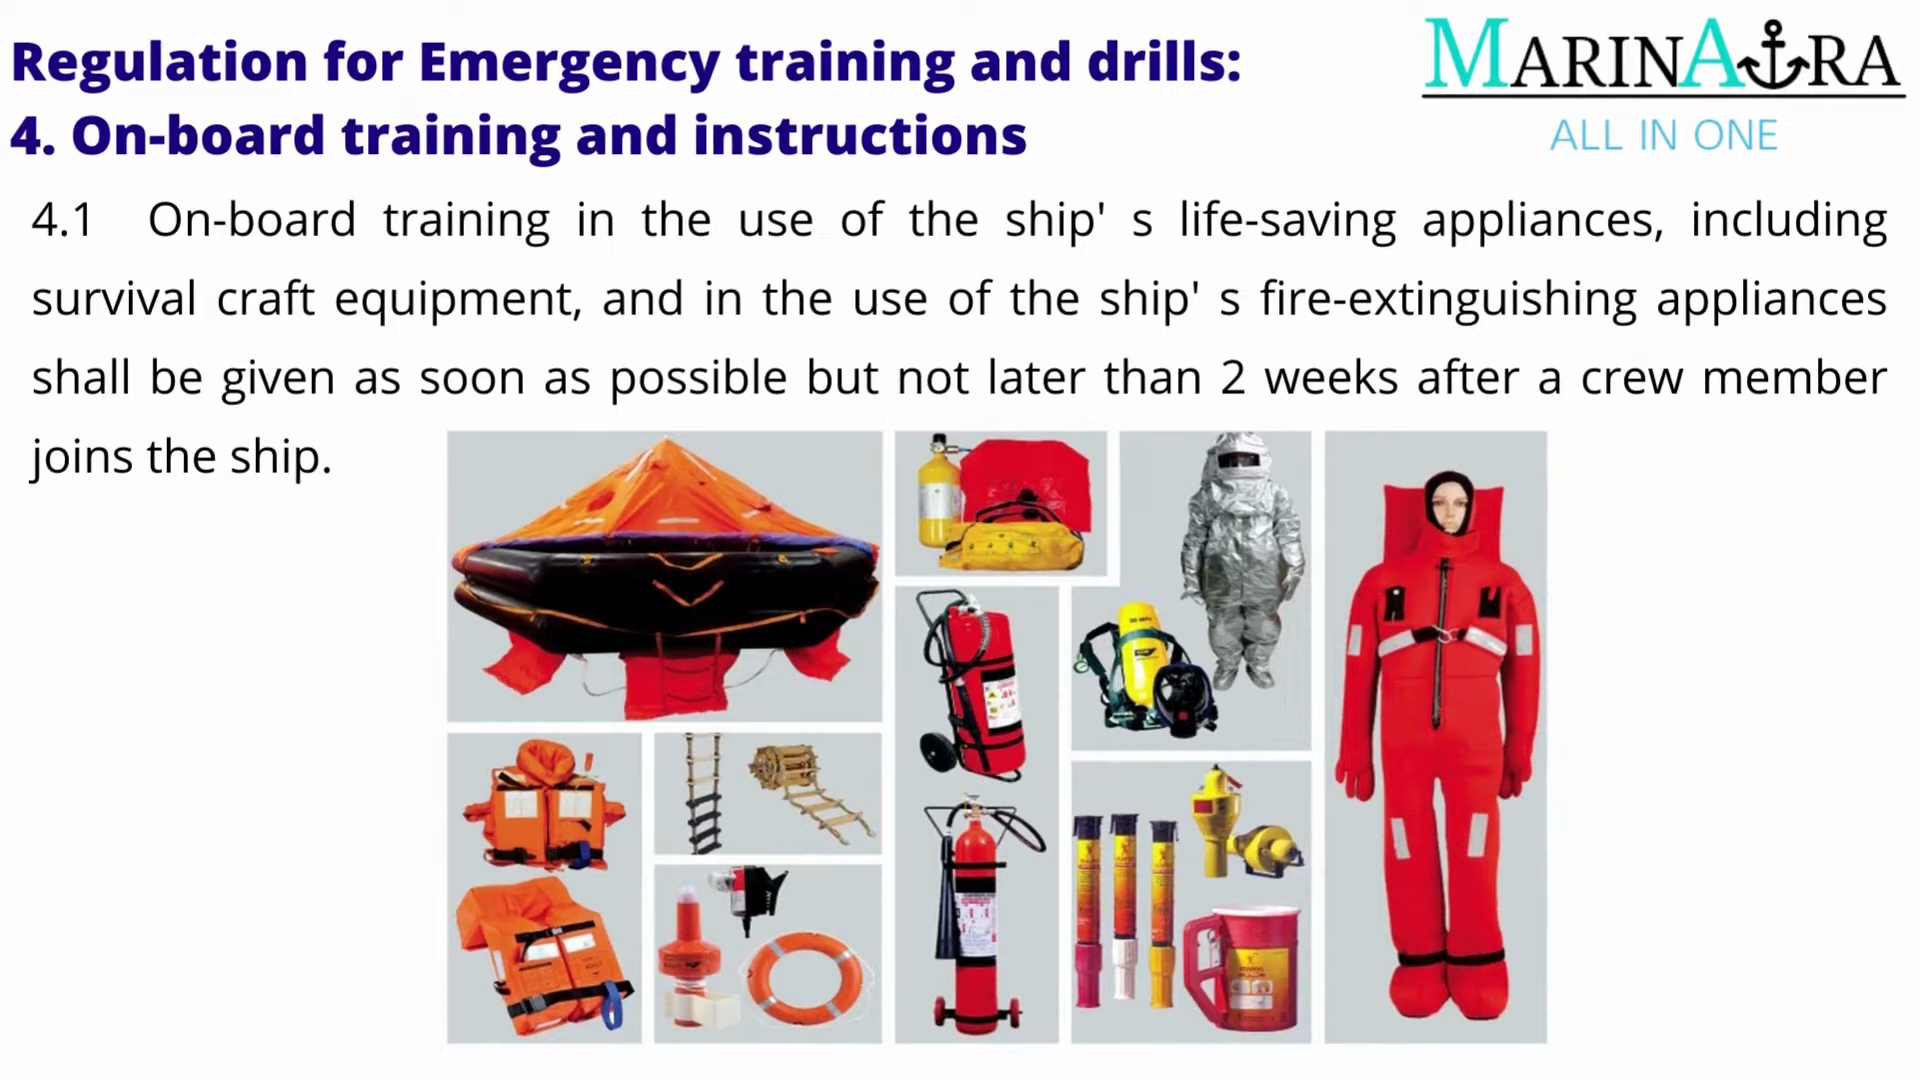 Regulation for Emergency training and drills:
4. On-board training and instructions
MARINA RA
ALL IN ONE
4.1 On-board training in the use of the ship' s life-saving appliances, including
survival craft equipment, and in the use of the ship' s fire-extinguishing appliances
shall be given as soon as possible but not later than 2 weeks after a crew member
joins the ship.